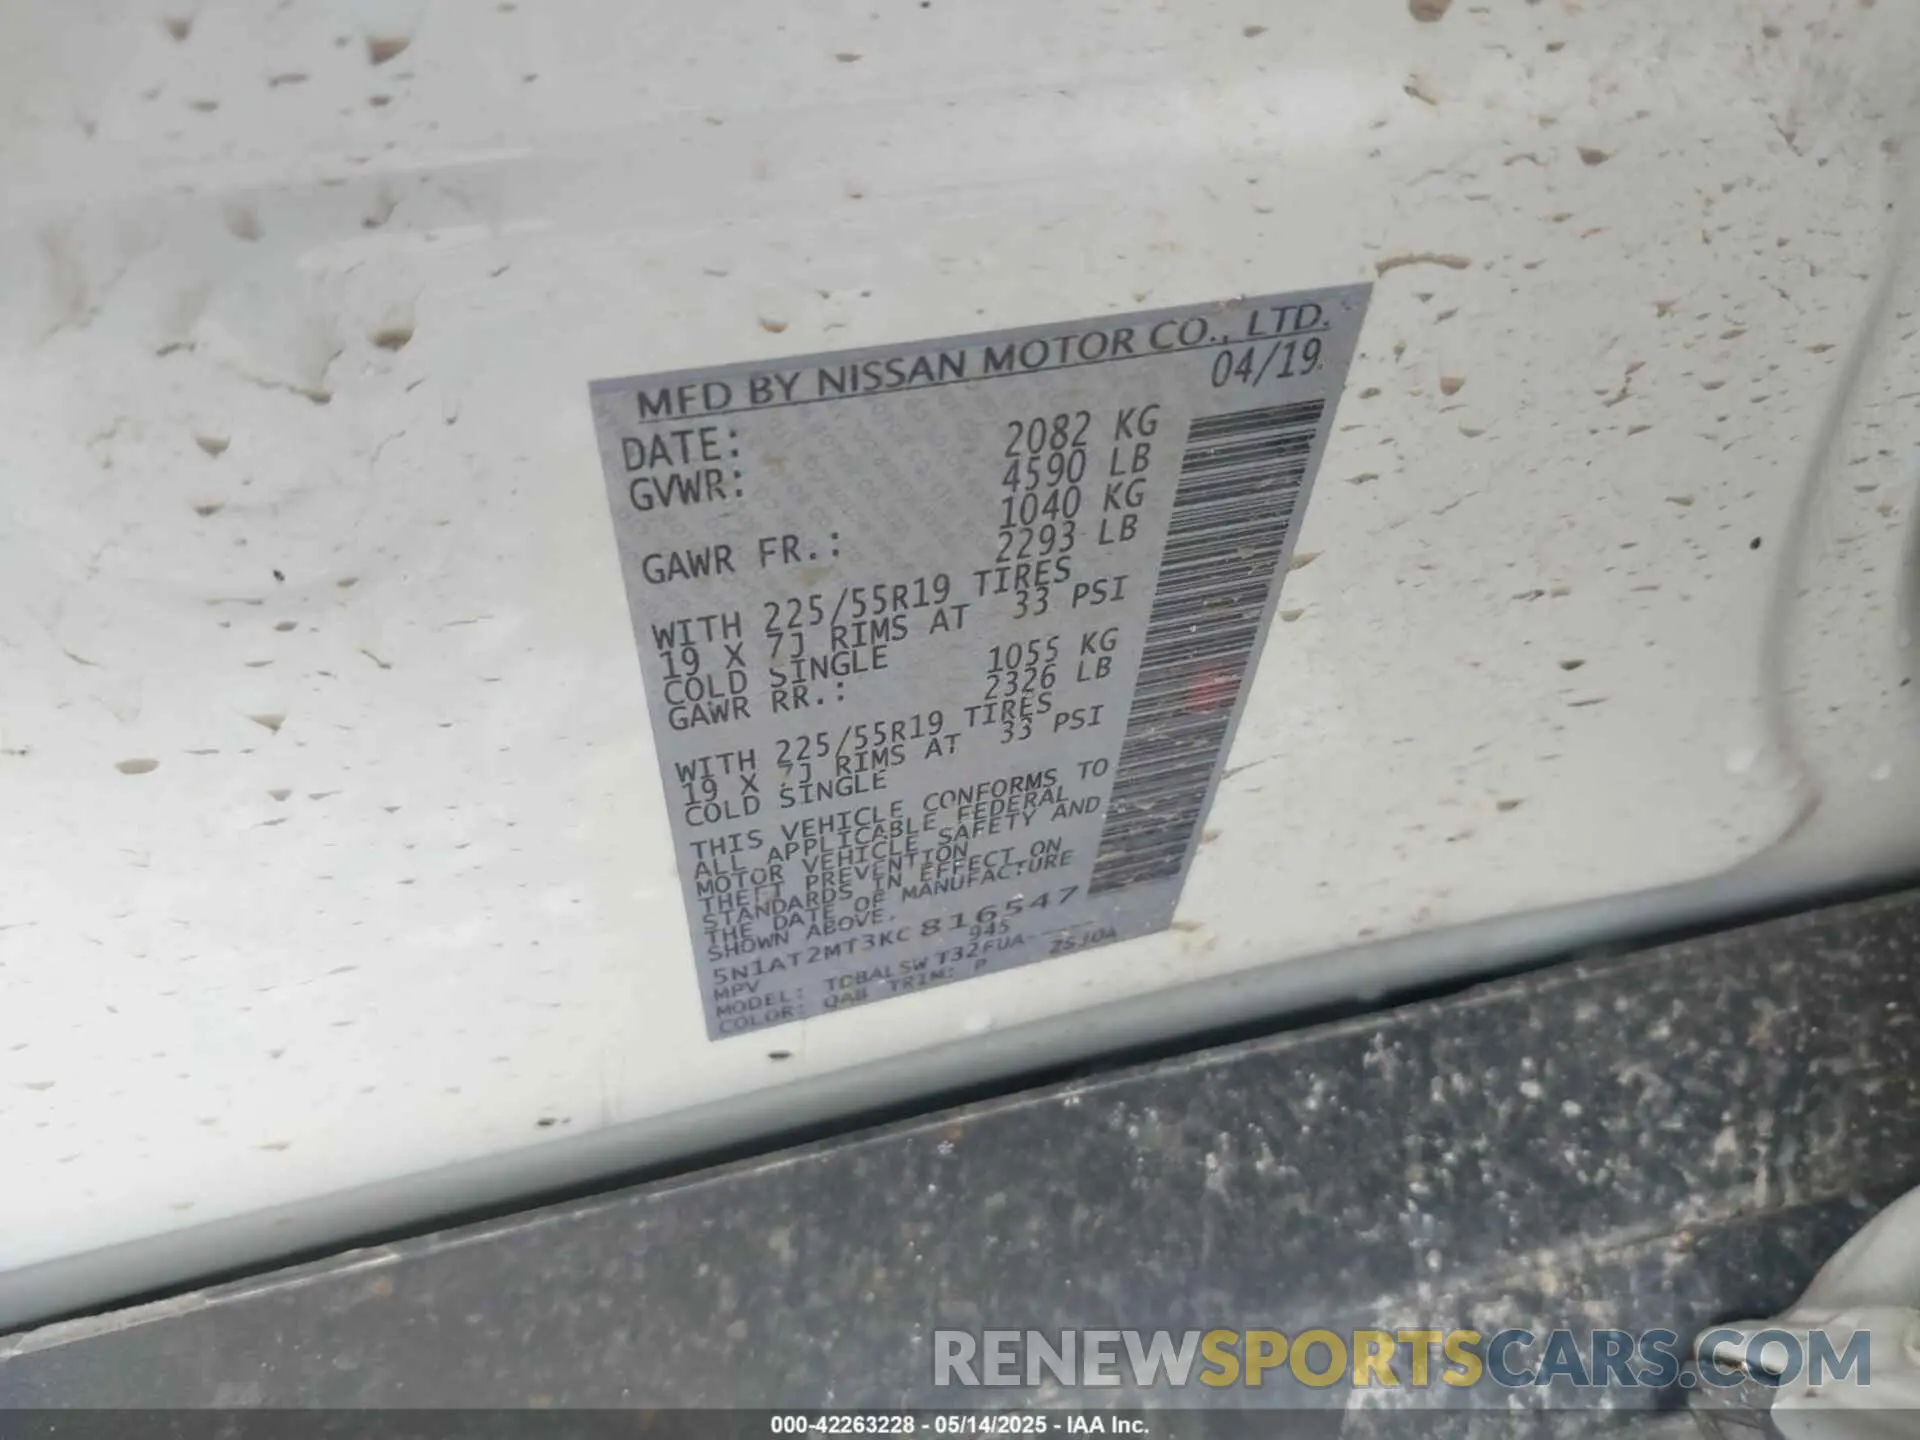 MFD BY NISSAN MOTOR CO., LTD.
DATE: 04/19
GVWR: 2082 KG
4590 LB
GAWR FR.: 1040 KG
2293 LB
WITH 225/55R19 TIRES
19 X 7J RIMS AT 33 PSI
COLD SINGLE
GAWR RR.: 1055 KG
2326 LB
WITH 225/55R19 TIRES
19 X 7J RIMS AT 33 PSI
COLD SINGLE
THIS VEHICLE CONFORMS TO
ALL APPLICABLE FEDERAL
MOTOR VEHICLE SAFETY AND
THEFT PREVENTION
STANDARDS IN EFFECT ON
THE DATE OF MANUFACTURE
SHOWN ABOVE.
5N1AT2MT3KC816547
MPV 945
MODEL: TDBALSWT32FUA-
COLOR: QAB TRIM: P
RENEWSPORTSCARS.COM
000-42263228 - 05/14/2025 - IAA Inc.